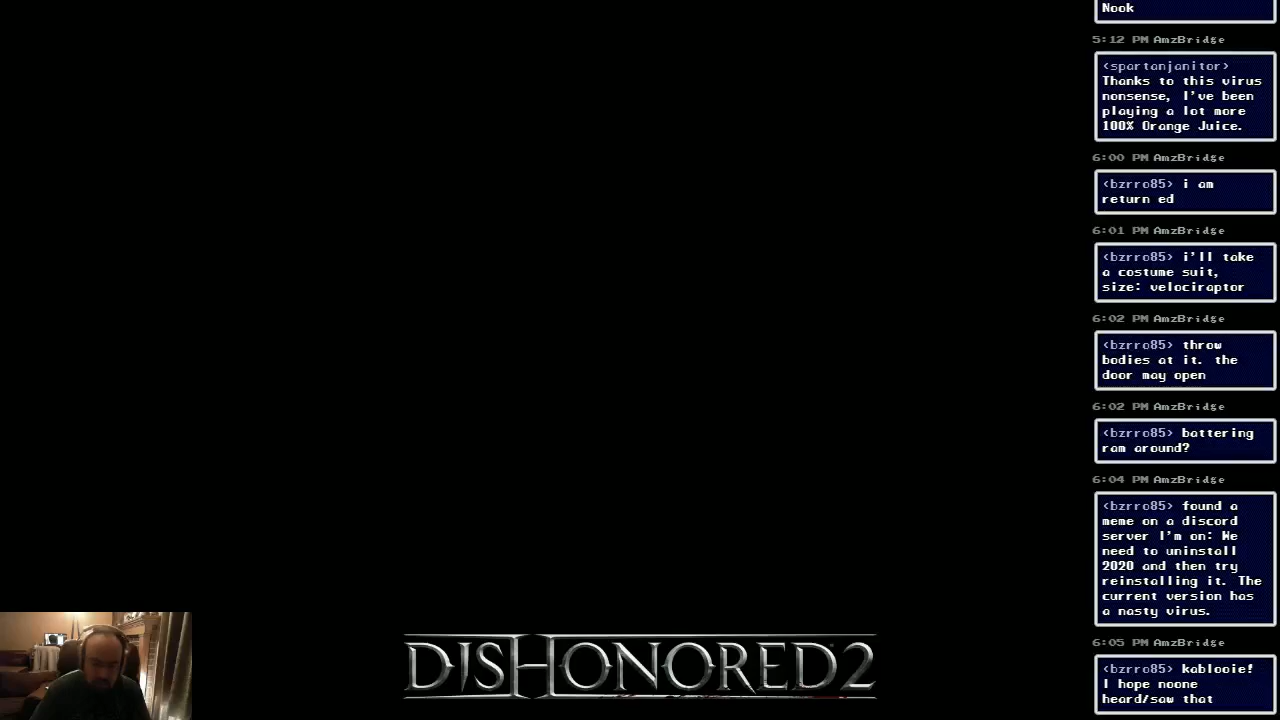 Nook
5:12 PM AmzBridge
<spartanjanitor>
Thanks to this virus
nonsense, I've been
playing a lot more
100% Orange Juice.
6:00 PM AmzBridge
<bzrro85> i am
return ed
6:01 PM AmzBridge
<bzrro85> i'll take
a costume suit,
size: velociraptor
6:02 PM AmzBridge
<bzrro85> throw
bodies at it. the
door may open
6:02 PM AmzBridge
<bzrro85> battering
ram around?
6:04 PM AmzBridge
<bzrro85> found a
meme on a discord
server I'm on: We
need to uninstall
2020 and then try
reinstalling it. The
current version has
a nasty virus.
6:05 PM AmzBridge
<bzrro85> kablooie!
I hope noone
heard/saw that
DISHONORED 2